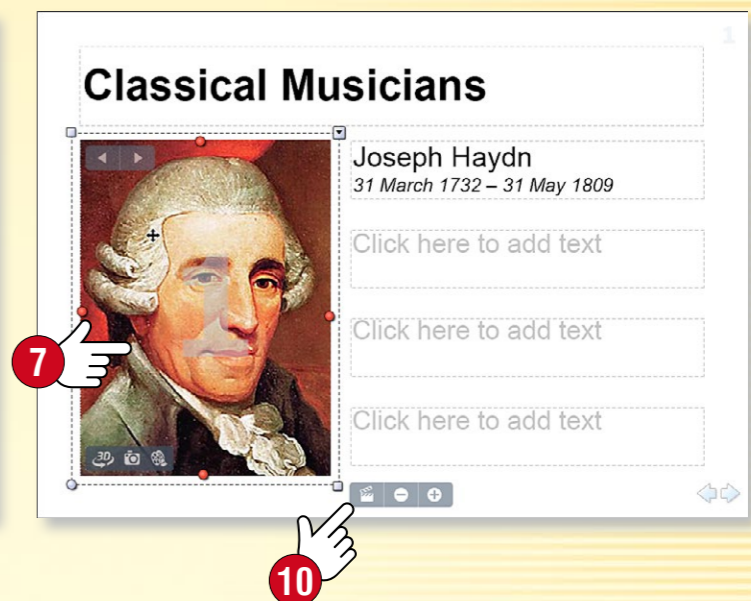 1
Classical Musicians
Joseph Haydn
31 March 1732 – 31 May 1809
Click here to add text
Click here to add text
Click here to add text
3D
7
10